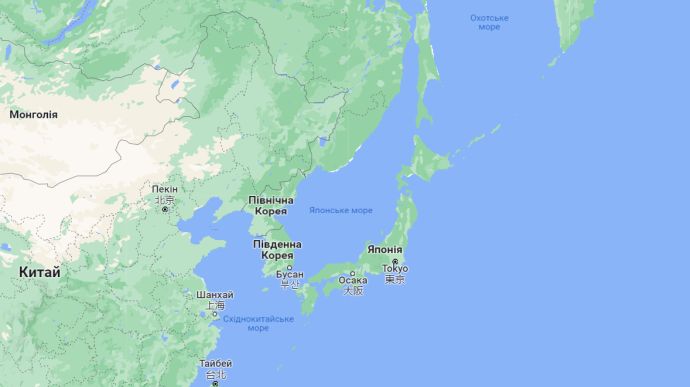 Охотське
море
Монголія
Пекін
北京
Північна
Корея
Японське море
Південна
Корея
Японія
Китай
Бусан
부산
Tokyo
東京
Осака
大阪
Шанхай
上海
Східнокитайське
море
Тайбей
台北